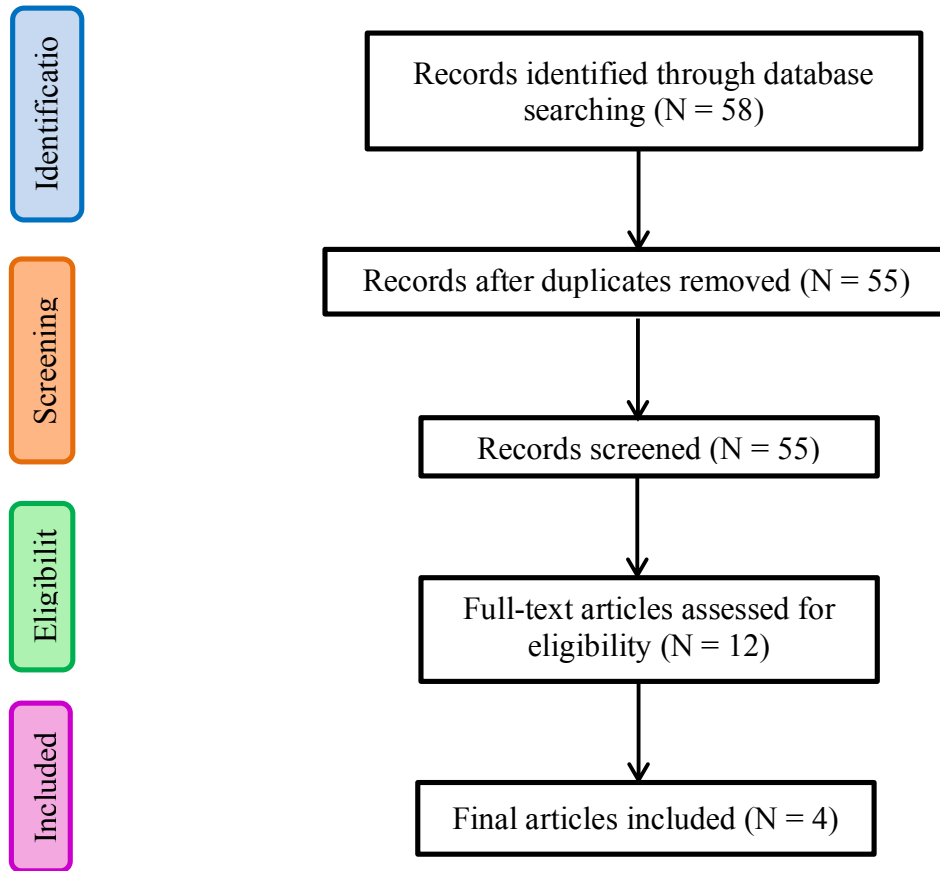 Identificatio
Records identified through database
searching (N = 58)
Screening
Records after duplicates removed (N = 55)
Records screened (N = 55)
Eligibilit
Full-text articles assessed for
eligibility (N = 12)
Included
Final articles included (N = 4)